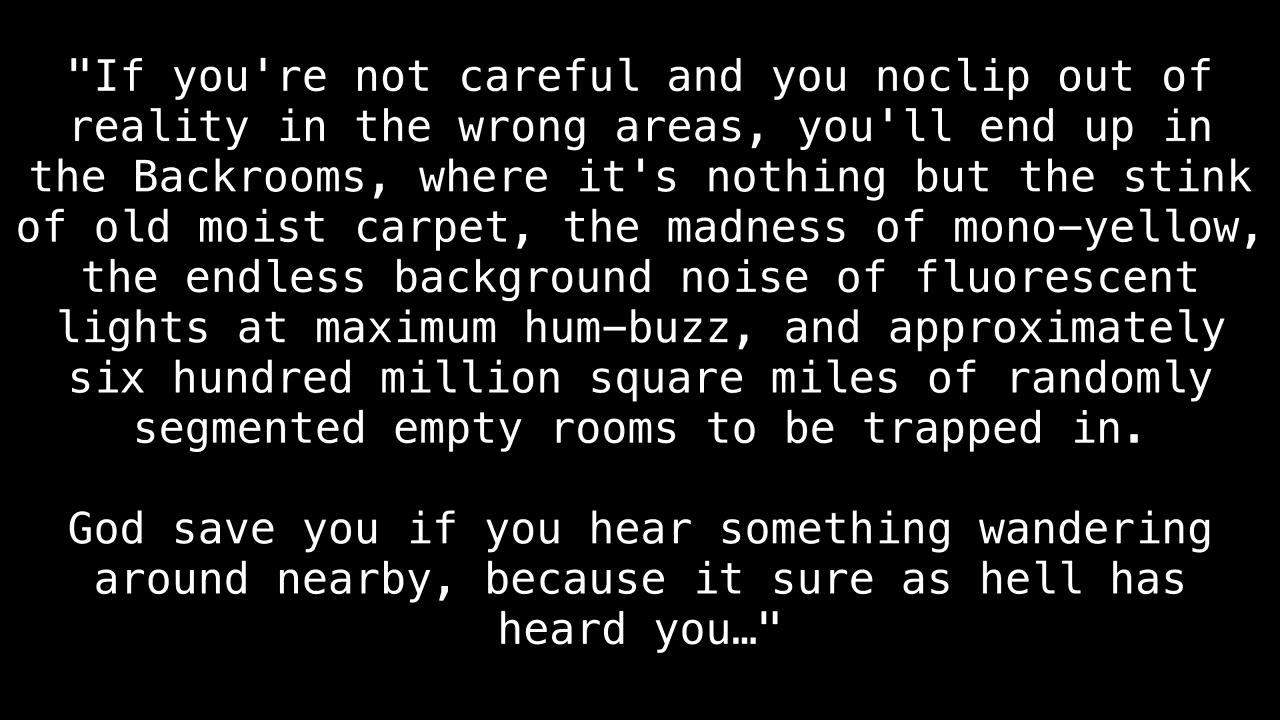 "If you're not careful and you noclip out of
reality in the wrong areas, you'll end up in
the Backrooms, where it's nothing but the stink
of old moist carpet, the madness of mono–yellow,
the endless background noise of fluorescent
lights at maximum hum–buzz, and approximately
six hundred million square miles of randomly
segmented empty rooms to be trapped in.
God save you if you hear something wandering
around nearby, because it sure as hell has
heard you…"